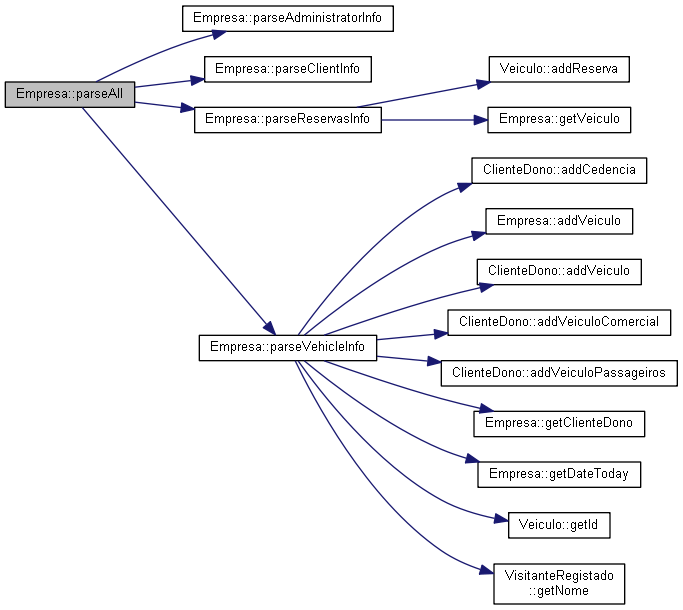 Empresa::parseAdministratorInfo
Empresa::parseClientInfo
Veiculo::addReserva
Empresa::parseAll
Empresa::parseReservasInfo
Empresa::getVeiculo
ClienteDono::addCedencia
Empresa::addVeiculo
ClienteDono::addVeiculo
ClienteDono::addVeiculoComercial
Empresa::parseVehicleInfo
ClienteDono::addVeiculoPassageiros
Empresa::getClienteDono
Empresa::getDateToday
Veiculo::getId
VisitanteRegistado
::getNome